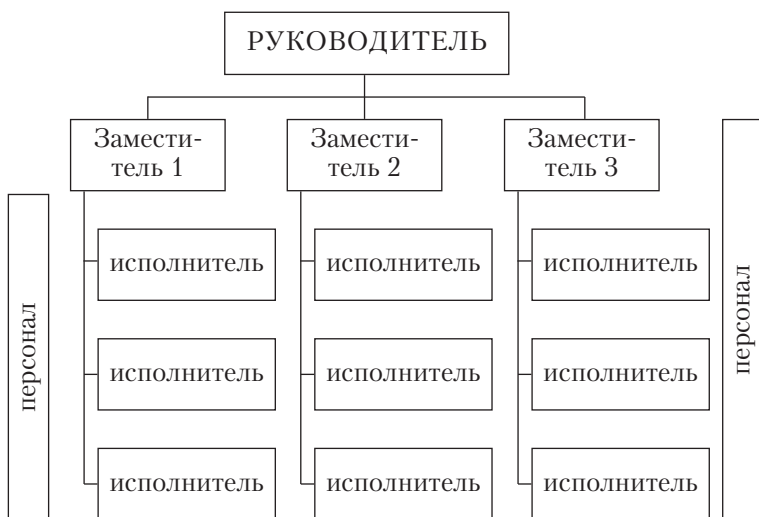 РУКОВОДИТЕЛЬ
Замести-
тель 1
Замести-
тель 2
Замести-
тель 3
персонал
исполнитель
исполнитель
исполнитель
исполнитель
исполнитель
исполнитель
исполнитель
исполнитель
исполнитель
персонал